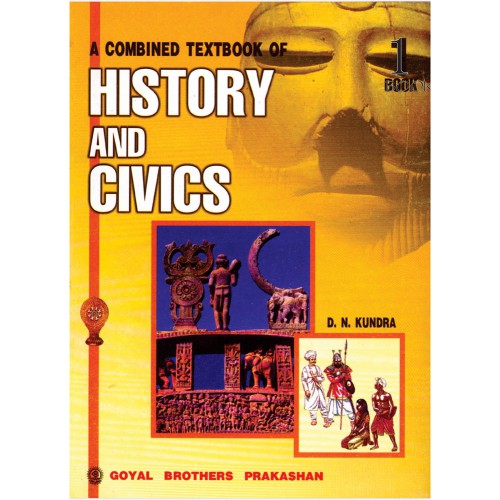 A COMBINED TEXTBOOK OF
HISTORY
AND
CIVICS
1
BOOK
D. N. KUNDRA
GOYAL BROTHERS PRAKASHAN